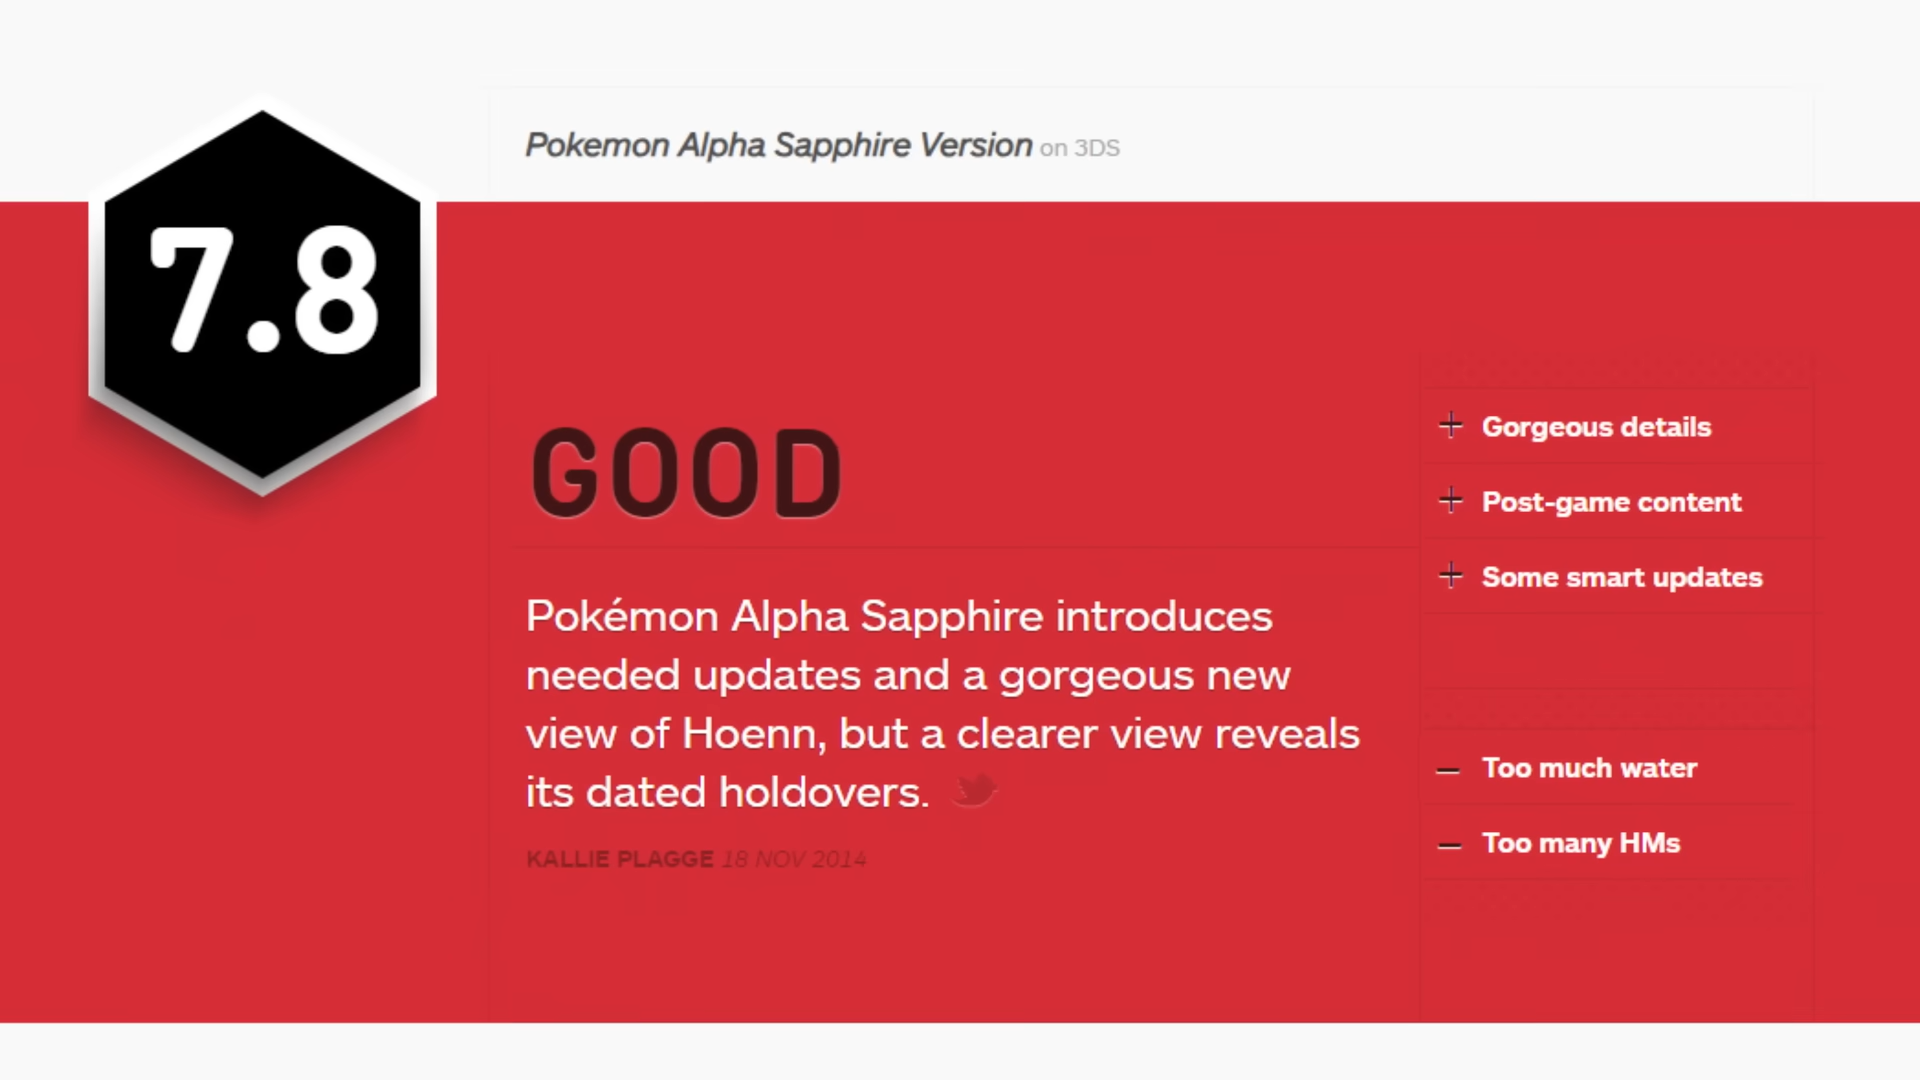 Pokemon Alpha Sapphire Version on 3DS
7.8
GOOD
Pokémon Alpha Sapphire introduces
needed updates and a gorgeous new
view of Hoenn, but a clearer view reveals
its dated holdovers.
KALLIE PLAGGE 18 NOV 2014
+ Gorgeous details
+ Post-game content
+ Some smart updates
– Too much water
– Too many HMs